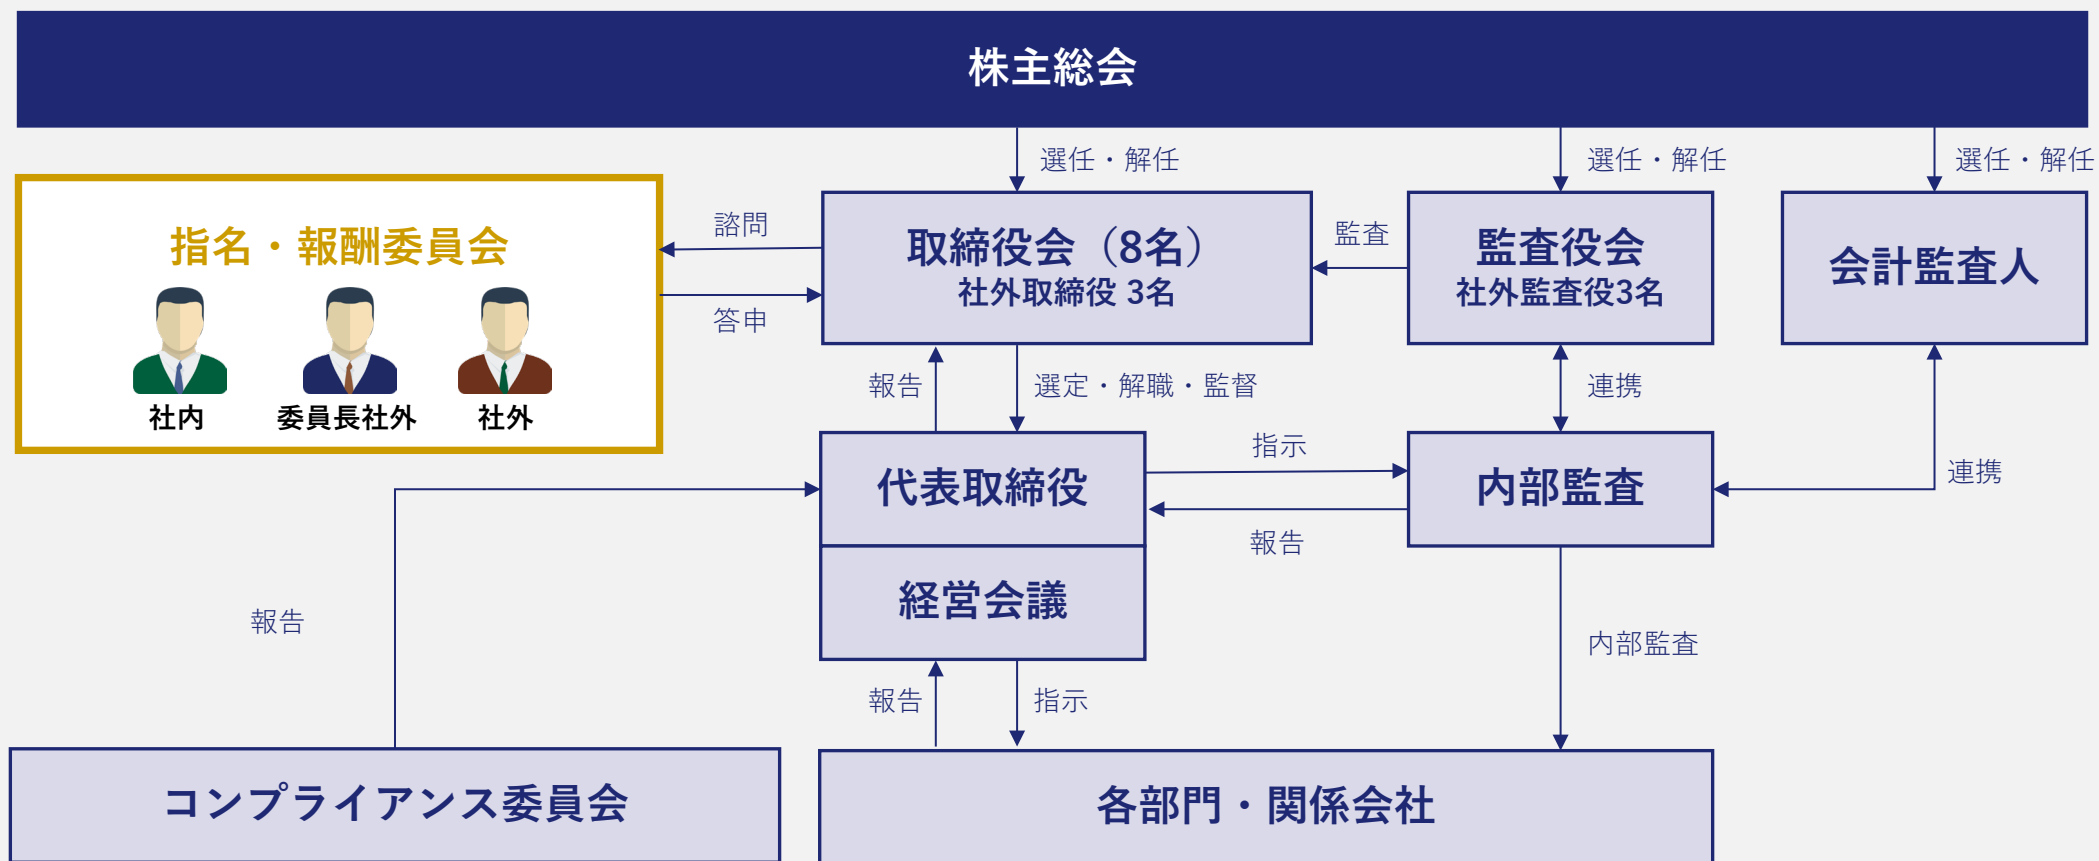 株主総会
選任・解任
選任・解任
選任・解任
指名・報酬委員会
社内
委員長社外
社外
諮問
答申
取締役会（8名）
社外取締役 3名
監査
監査役会
社外監査役3名
会計監査人
報告
選定・解職・監督
連携
連携
代表取締役
指示
報告
内部監査
経営会議
報告
報告
指示
内部監査
コンプライアンス委員会
各部門・関係会社